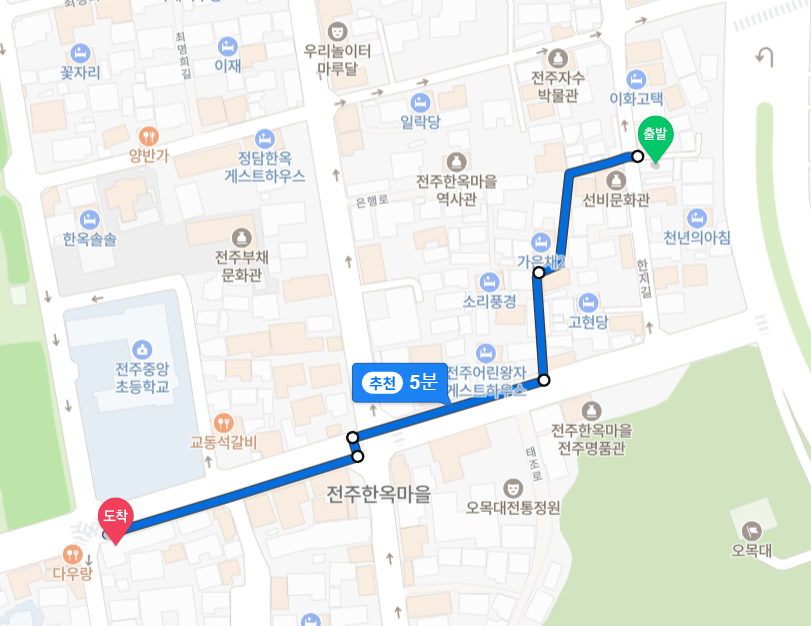 최명희길
꽃자리
이재
우리놀이터
마루달
전주자수
박물관
이화고택
일락당
출발
양반가
정담한옥
게스트하우스
전주한옥마을
역사관
은행로
선비문화관
한옥솔솔
전주부채
문화관
천년의아침
가은채2
한지길
소리풍경
고현당
전주중앙
초등학교
전주어린왕자
게스트하우스
추천 5분
교동석갈비
전주한옥마을
전주명품관
태조로
전주한옥마을
오목대전통정원
도착
오목대
다우랑